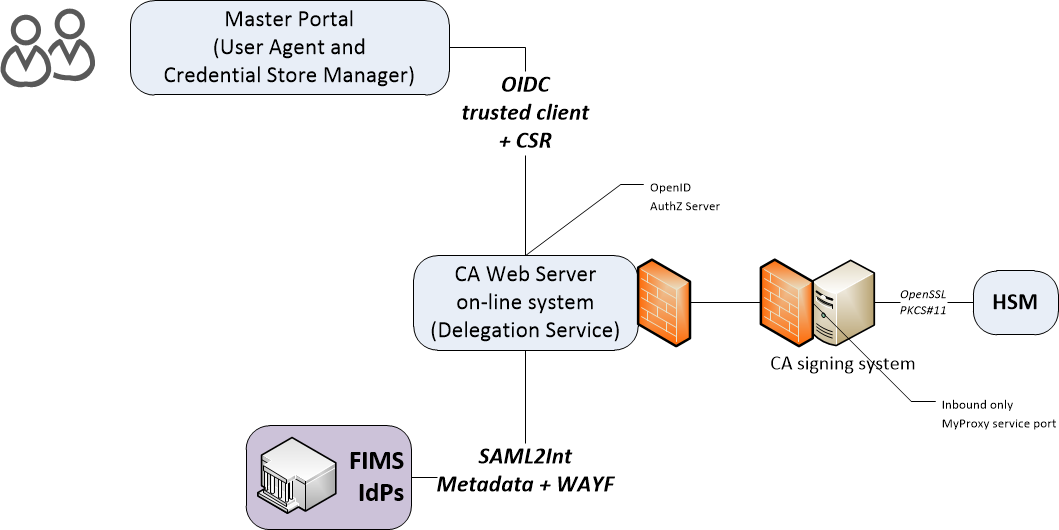 Master Portal
(User Agent and
Credential Store Manager)
OIDC
trusted client
+ CSR
OpenID
AuthZ Server
CA Web Server
on-line system
(Delegation Service)
OpenSSL
PKCS#11
HSM
CA signing system
Inbound only
MyProxy service port
FIMS
IdPs
SAML2Int
Metadata + WAYF